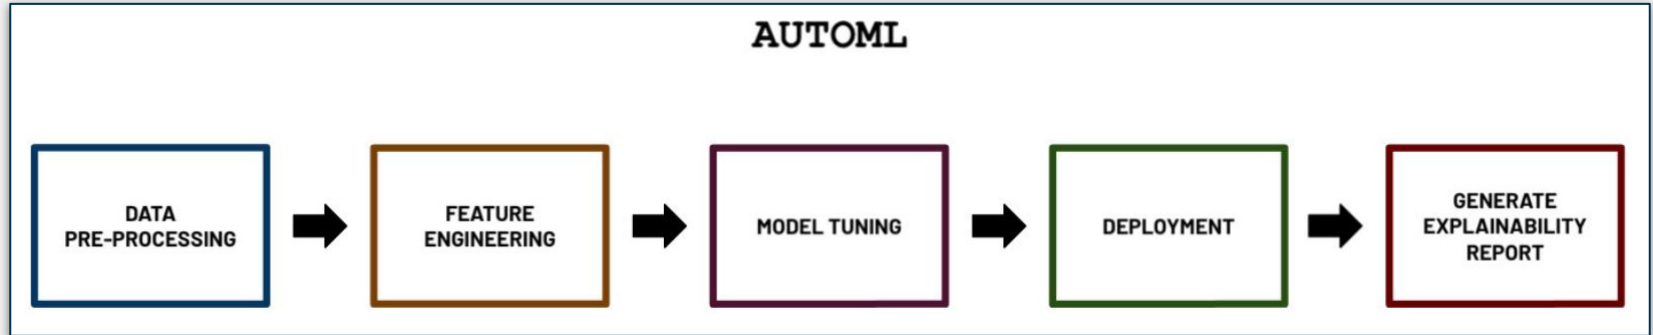 AUTOML
DATA
PRE-PROCESSING
FEATURE
ENGINEERING
MODEL TUNING
DEPLOYMENT
GENERATE
EXPLAINABILITY
REPORT